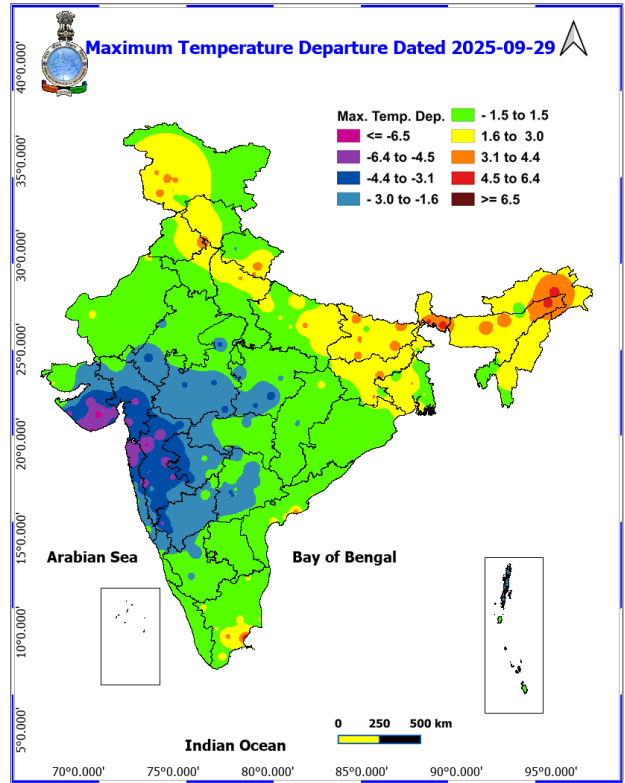 Maximum Temperature Departure Dated 2025-09-29
Max. Temp. Dep.
<= -6.5
-6.4 to -4.5
-4.4 to -3.1
- 3.0 to -1.6
- 1.5 to 1.5
1.6 to 3.0
3.1 to 4.4
4.5 to 6.4
>= 6.5
40°0.000'
35°0.000'
30°0.000'
25°0.000'
20°0.000'
15°0.000'
10°0.000'
5°0.000'
Arabian Sea
Bay of Bengal
Indian Ocean
0 250 500 km
70°0.000' 75°0.000' 80°0.000' 85°0.000' 90°0.000' 95°0.000'